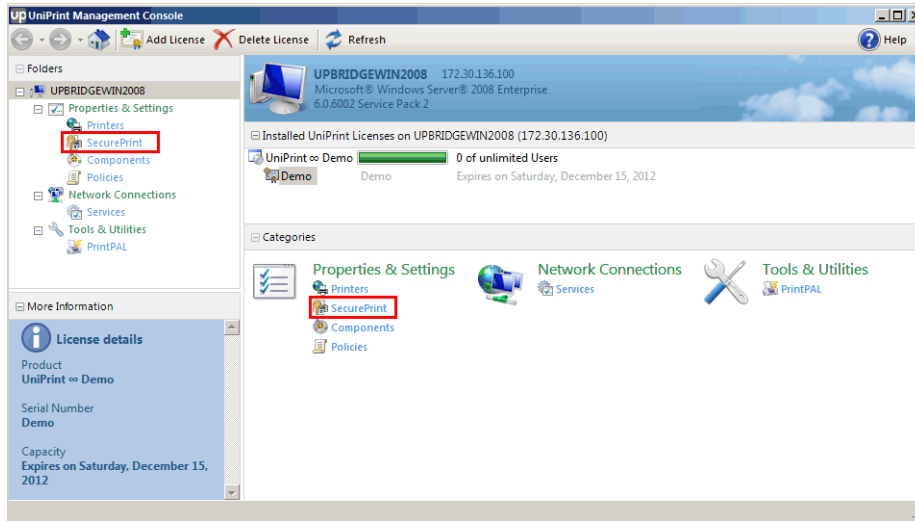 UP UniPrint Management Console
Add License Delete License Refresh Help
Folders
UPBRIDGEWIN2008
Properties & Settings
Printers
SecurePrint
Components
Policies
Network Connections
Services
Tools & Utilities
PrintPAL
More Information
License details
Product
UniPrint ∞ Demo
Serial Number
Demo
Capacity
Expires on Saturday, December 15,
2012
UPBRIDGEWIN2008 172.30.136.100
Microsoft® Windows Server® 2008 Enterprise
6.0.6002 Service Pack 2
Installed UniPrint Licenses on UPBRIDGEWIN2008 (172.30.136.100)
UniPrint ∞ Demo 0 of unlimited Users
Demo Demo Expires on Saturday, December 15, 2012
Categories
Properties & Settings
Printers
SecurePrint
Components
Policies
Network Connections
Services
Tools & Utilities
PrintPAL